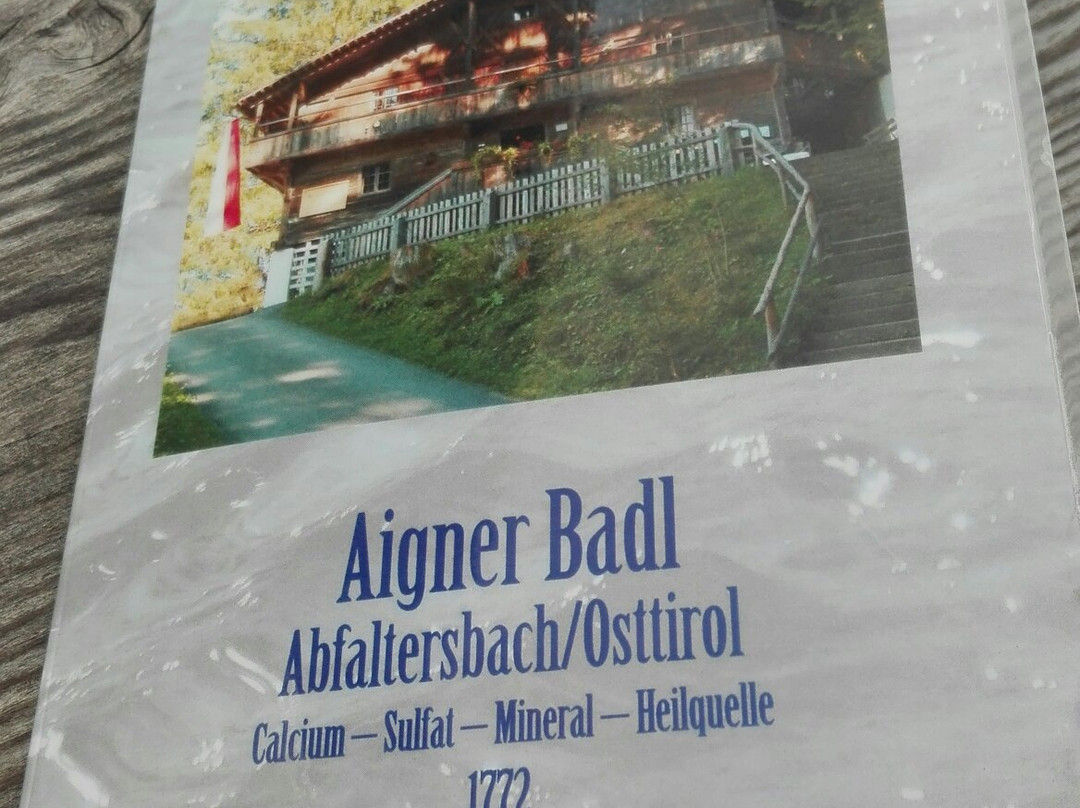 Aigner Badl
Abfaltersbach/Osttirol
Calcium – Sulfat – Mineral – Heilquelle
1772